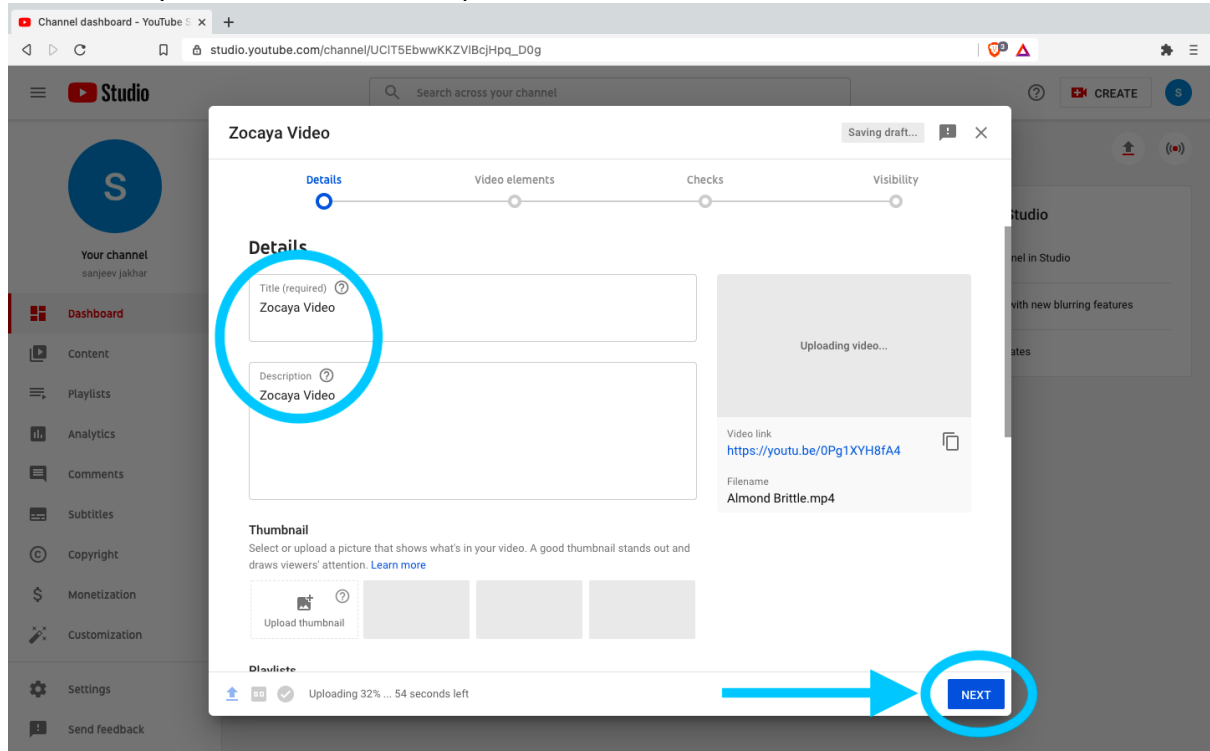 Channel dashboard - YouTube S
studio.youtube.com/channel/UCIT5EbwwKKZVIBcjHpq_D0g
Studio
Search across your channel
CREATE
S
S
Your channel
sanjeev jakhar
Dashboard
Content
Playlists
Analytics
Comments
Subtitles
Copyright
Monetization
Customization
Settings
Send feedback
Zocaya Video
Saving draft...
Details
Video elements
Checks
Visibility
Details
Title (required)
Zocaya Video
Description
Zocaya Video
Uploading video...
Video link
https://youtu.be/0Pg1XYH8fA4
Filename
Almond Brittle.mp4
Thumbnail
Select or upload a picture that shows what's in your video. A good thumbnail stands out and
draws viewers' attention. Learn more
Upload thumbnail
Playlists
SD
Uploading 32% ... 54 seconds left
NEXT
Studio
nel in Studio
with new blurring features
ates